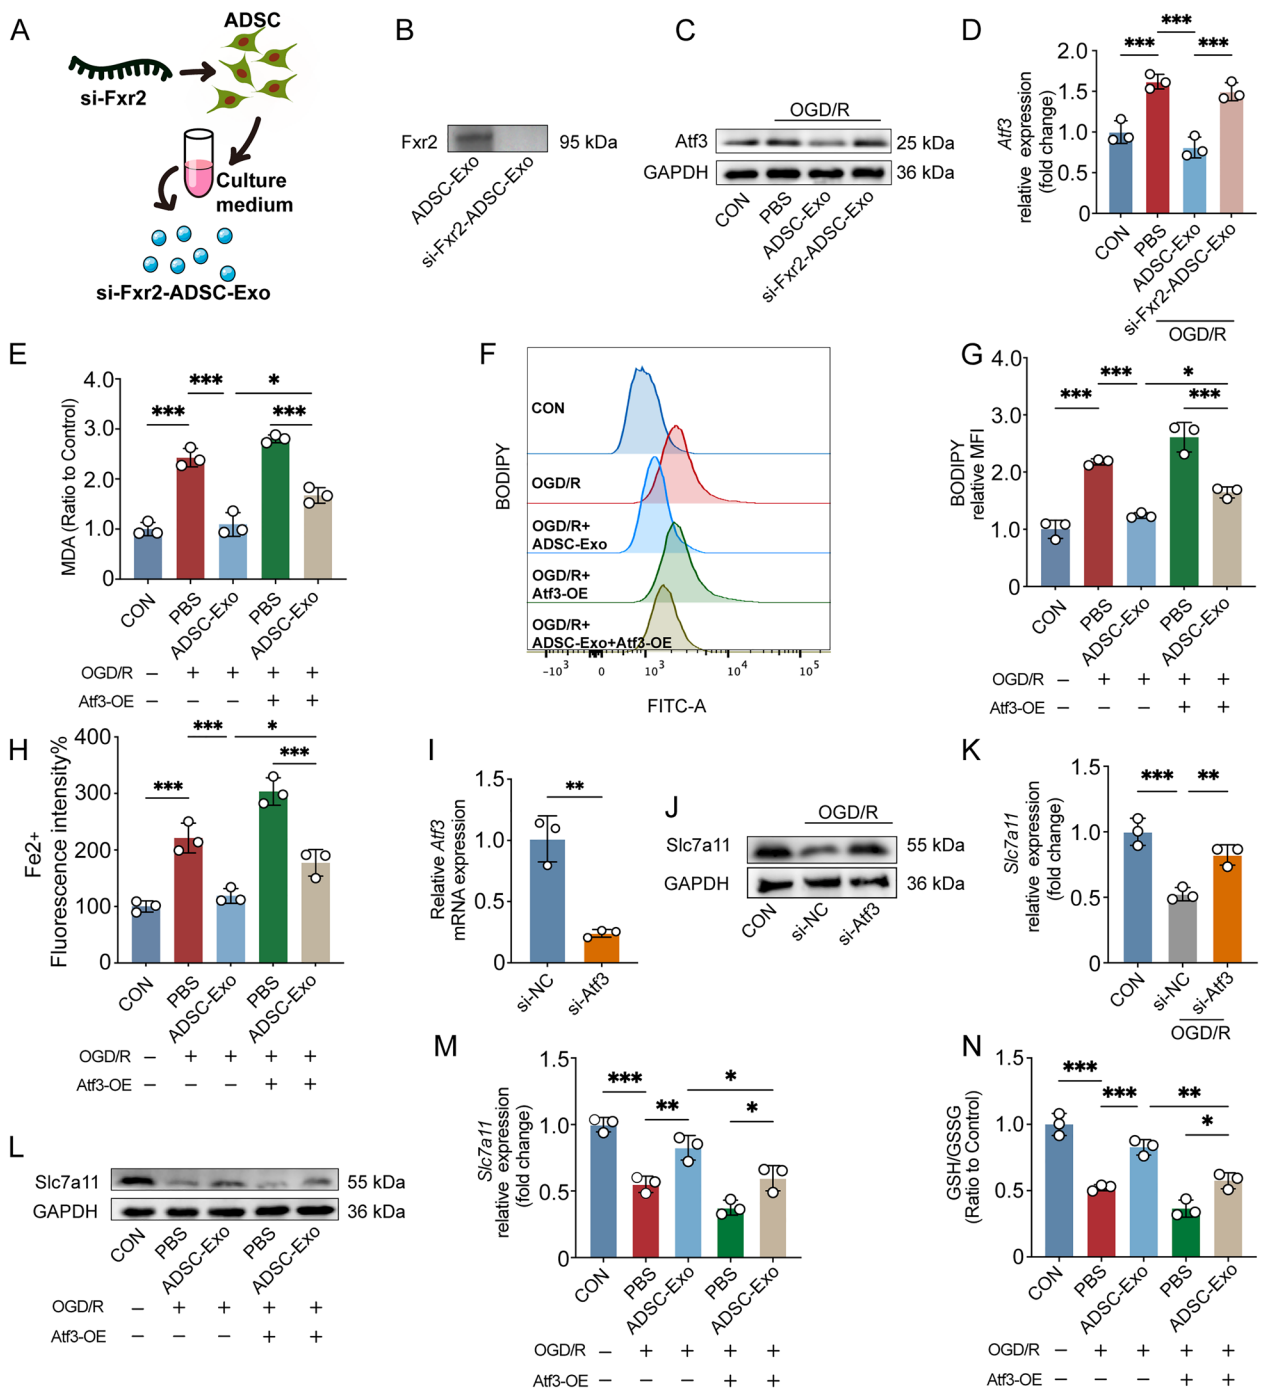 A
ADSC
si-Fxr2
Culture
medium
si-Fxr2-ADSC-Exo
B
Fxr2
95 kDa
ADSC-Exo
si-Fxr2-ADSC-Exo
C
OGD/R
Atf3
25 kDa
GAPDH
36 kDa
CON
PBS
ADSC-Exo
si-Fxr2-ADSC-Exo
D
Atf3
relative expression
(fold change)
2.0
1.5
1.0
0.5
0
***
***
***
CON
PBS
ADSC-Exo
si-Fxr2-ADSC-Exo
OGD/R
E
MDA (Ratio to Control)
4.0
3.0
2.0
1.0
0
***
***
*
***
CON
PBS
ADSC-Exo
PBS
ADSC-Exo
OGD/R − + + + +
Atf3-OE − − − + +
F
BODIPY
CON
OGD/R
OGD/R+
ADSC-Exo
OGD/R+
Atf3-OE
OGD/R+
ADSC-Exo+Atf3-OE
-10³ 0 10³ 10⁴ 10⁵
FITC-A
G
BODIPY
relative MFI
4.0
3.0
2.0
1.0
0
***
***
*
***
CON
PBS
ADSC-Exo
PBS
ADSC-Exo
OGD/R − + + + +
Atf3-OE − − − + +
H
Fe2+
Fluorescence intensity%
400
300
200
100
0
***
***
*
***
CON
PBS
ADSC-Exo
PBS
ADSC-Exo
OGD/R − + + + +
Atf3-OE − − − + +
I
Relative Atf3
mRNA expression
1.5
1.0
0.5
0
**
si-NC
si-Atf3
J
OGD/R
Slc7a11
55 kDa
GAPDH
36 kDa
CON
si-NC
si-Atf3
K
Slc7a11
relative expression
(fold change)
1.5
1.0
0.5
0
***
**
CON
si-NC
si-Atf3
OGD/R
L
Slc7a11
55 kDa
GAPDH
36 kDa
CON
PBS
ADSC-Exo
PBS
ADSC-Exo
OGD/R − + + + +
Atf3-OE − − − + +
M
Slc7a11
relative expression
(fold change)
1.5
1.0
0.5
0
***
**
*
*
CON
PBS
ADSC-Exo
PBS
ADSC-Exo
OGD/R − + + + +
Atf3-OE − − − + +
N
GSIH/GSSG
(Ratio to Control)
1.5
1.0
0.5
0
***
***
**
*
CON
PBS
ADSC-Exo
PBS
ADSC-Exo
OGD/R − + + + +
Atf3-OE − − − + +